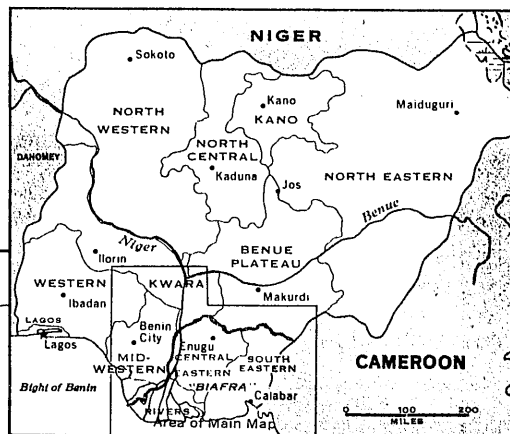 NIGER
Sokoto
Kano
KANO
Maiduguri
NORTH
WESTERN
DAHOMEY
NORTH
CENTRAL
Kaduna
Jos
NORTH EASTERN
Niger
Benue
Ilorin
BENUE
PLATEAU
WESTERN
KWARA
Ibadan
Makurdi
LAGOS
Lagos
Benin
City
Enugu
MID-
WESTERN
CENTRAL
EASTERN
SOUTH
EASTERN
"BIAFRA"
CAMEROON
Bight of Benin
Calabar
RIVERS
Area of Main Map
0 100 200
MILES